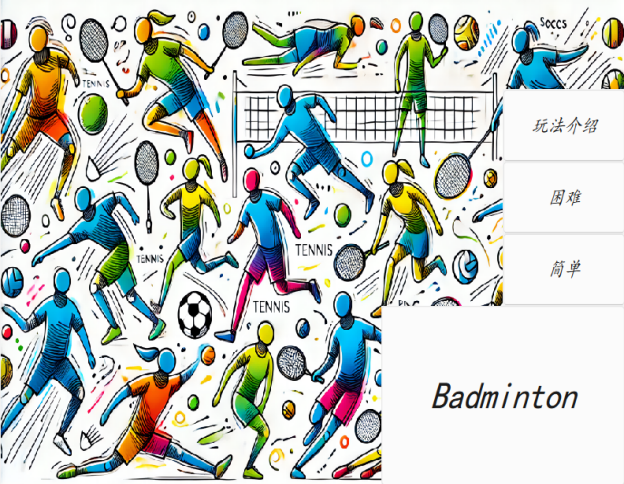 SOCCS
TENNIS
玩法介绍
困难
TENNIS
TENNIS
简单
TENNIS
Badminton